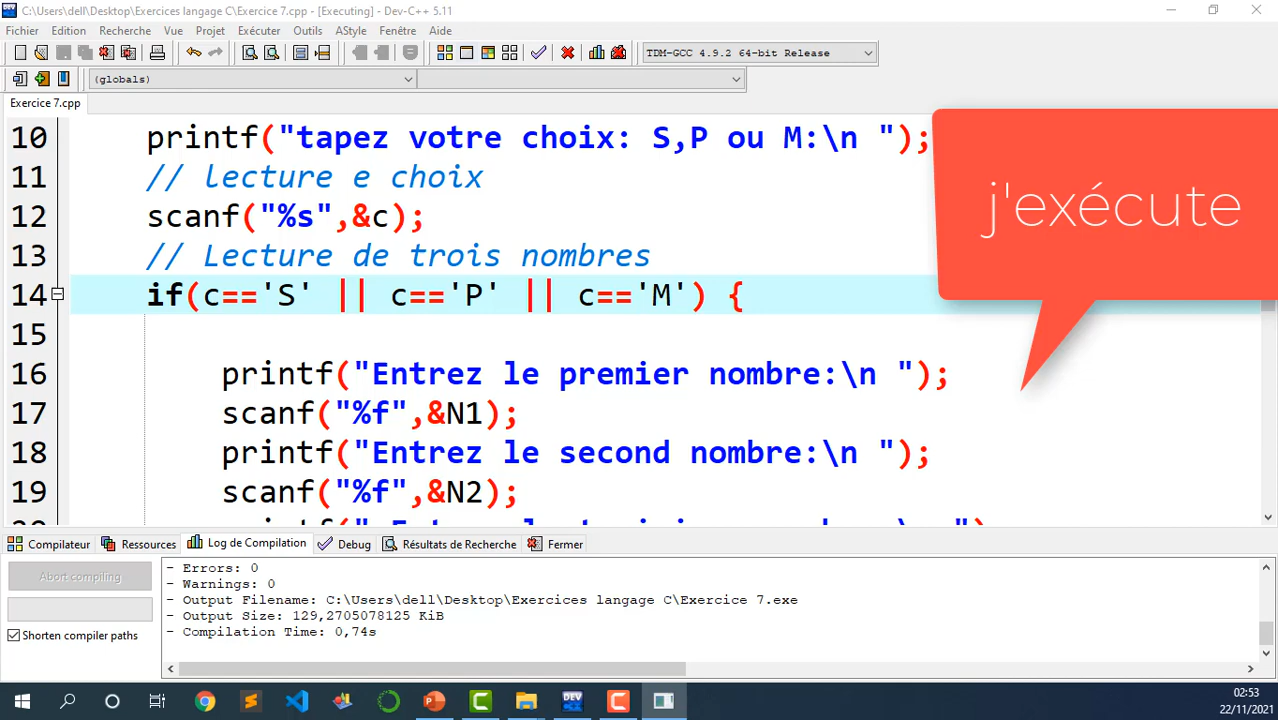 C:\Users\dell\Desktop\Exercices langage C\Exercice 7.cpp - [Executing] - Dev-C++ 5.11
Fichier Edition Recherche Vue Projet Exécuter Outils AStyle Fenêtre Aide
TDM-GCC 4.9.2 64-bit Release
(globals)
Exercice 7.cpp
10 printf("tapez votre choix: S,P ou M:\n ");
11 // lecture e choix
12 scanf("%s",&c);
13 // Lecture de trois nombres
14 if(c=='S' || c=='P' || c=='M') {
15
16 printf("Entrez le premier nombre:\n ");
17 scanf("%f",&N1);
18 printf("Entrez le second nombre:\n ");
19 scanf("%f",&N2);
j'exécute
Compilateur Ressources Log de Compilation Debug Résultats de Recherche Fermer
Abort compiling
Shorten compiler paths
- Errors: 0
- Warnings: 0
- Output Filename: C:\Users\dell\Desktop\Exercices langage C\Exercice 7.exe
- Output Size: 129,2705078125 KiB
- Compilation Time: 0,74s
02:53
22/11/2021